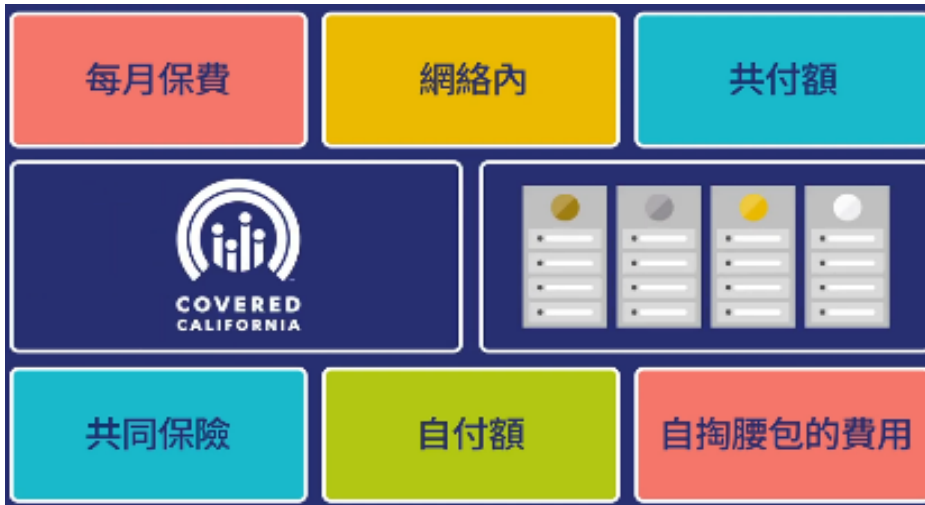 每月保費
網絡內
共付額
COVERED
CALIFORNIA
共同保險
自付額
自掏腰包的費用